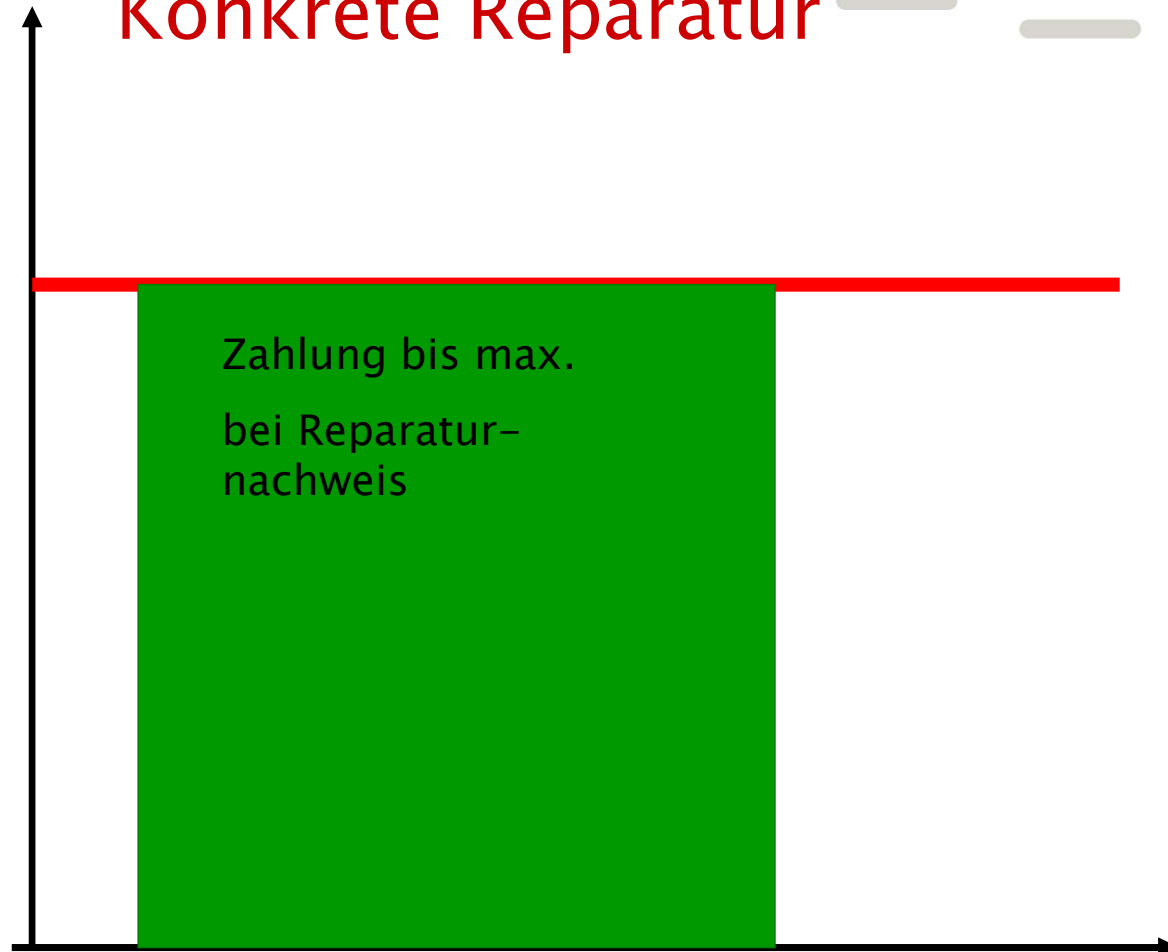 Konkrete Reparatur
Zahlung bis max.
bei Reparatur-
nachweis